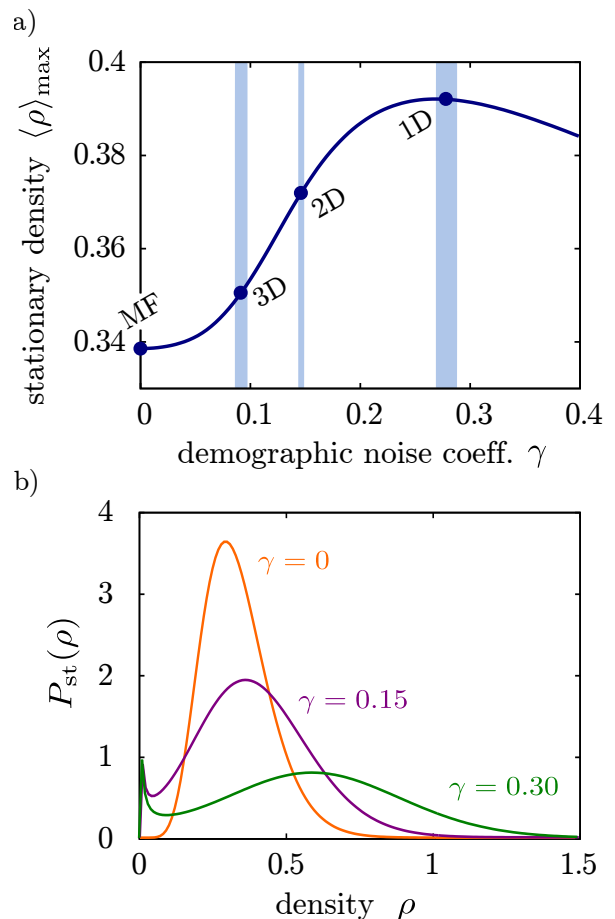 a)
stationary density ⟨ρ⟩max
0.4
0.38
0.36
0.34
MF
3D
2D
1D
0
0.1
0.2
0.3
0.4
demographic noise coeff. γ
b)
Pst(ρ)
4
3
2
1
0
γ = 0
γ = 0.15
γ = 0.30
0
0.5
1
1.5
density ρ